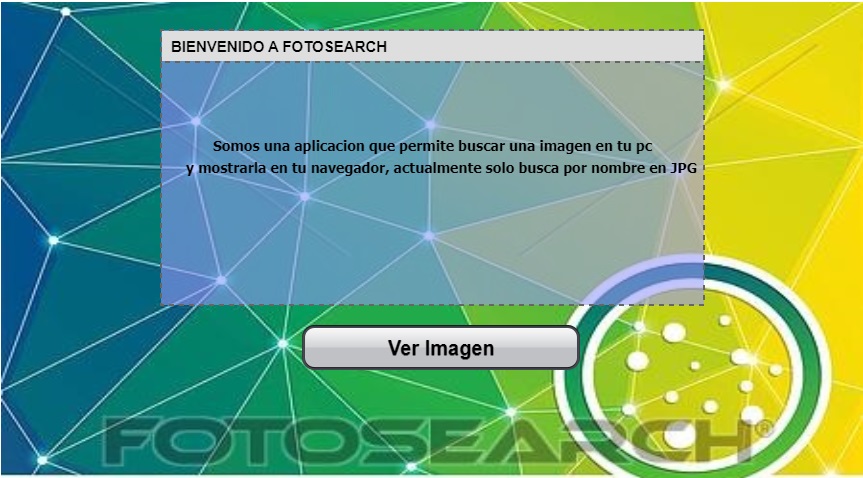 BIENVENIDO A FOTOSEARCH
Somos una aplicacion que permite buscar una imagen en tu pc
y mostrarla en tu navegador, actualmente solo busca por nombre en JPG
Ver Imagen
FOTOSEARCH®